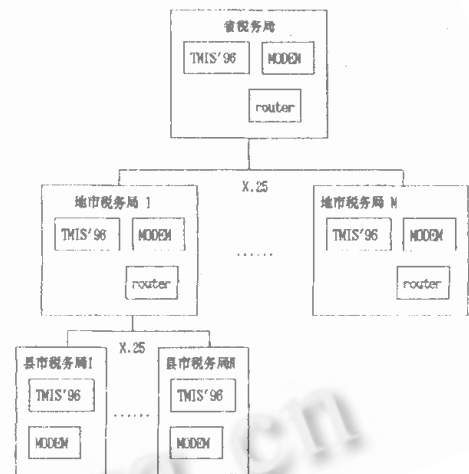 省税务局
TMIS'96 MODEM
router
X.25
地市税务局 1 地市税务局 M
TMIS'96 MODEM TMIS'96 MODEM
......
router router
X.25
县市税务局1 县市税务局N
TMIS'96 TMIS'96
......
MODEM MODEM